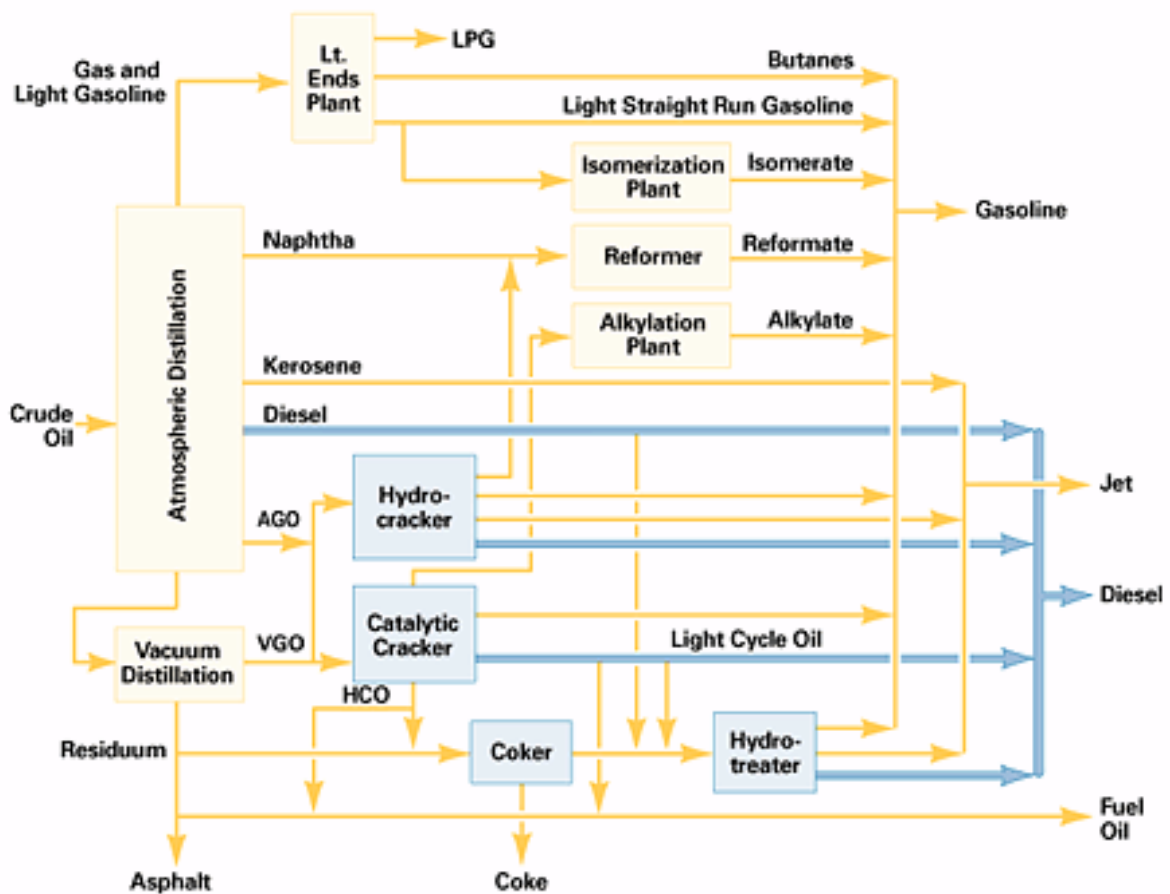 LPG
Lt.
Ends
Plant
Gas and
Light Gasoline
Butanes
Light Straight Run Gasoline
Isomerization
Plant
Isomerate
Gasoline
Naphtha
Reformer
Reformate
Atmospheric Distillation
Alkylation
Plant
Alkylate
Kerosene
Crude
Oil
Diesel
Hydro-
cracker
Jet
AGO
Catalytic
Cracker
Diesel
Vacuum
Distillation
VGO
Light Cycle Oil
HCO
Residuum
Coker
Hydro-
treater
Fuel
Oil
Asphalt
Coke